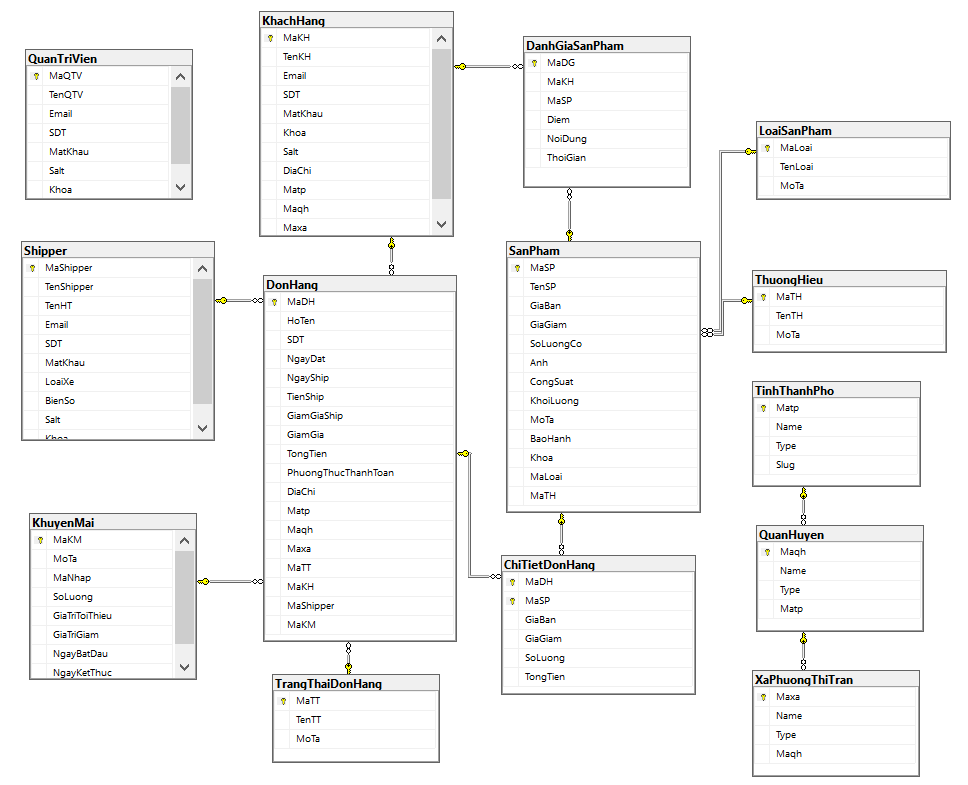 QuanTriVien
MaQTV
TenQTV
Email
SDT
MatKhau
Salt
Khoa
KhachHang
MaKH
TenKH
Email
SDT
MatKhau
Khoa
Salt
DiaChi
Matp
Maqh
Maxa
DanhGiaSanPham
MaDG
MaKH
MaSP
Diem
NoiDung
ThoiGian
LoaiSanPham
MaLoai
TenLoai
MoTa
Shipper
MaShipper
TenShipper
TenHT
Email
SDT
MatKhau
LoaiXe
BienSo
Salt
Khoa
DonHang
MaDH
HoTen
SDT
NgayDat
NgayShip
TienShip
GiamGiaShip
GiamGia
TongTien
PhuongThucThanhToan
DiaChi
Matp
Maqh
Maxa
MaTT
MaKH
MaShipper
MaKM
SanPham
MaSP
TenSP
GiaBan
GiaGiam
SoLuongCo
Anh
CongSuat
KhoiLuong
MoTa
BaoHanh
Khoa
MaLoai
MaTH
ThuongHieu
MaTH
TenTH
MoTa
TinhThanhPho
Matp
Name
Type
Slug
KhuyenMai
MaKM
MoTa
MaNhap
SoLuong
GiaTriToiThieu
GiaTriGiam
NgayBatDau
NgayKetThuc
ChiTietDonHang
MaDH
MaSP
GiaBan
GiaGiam
SoLuong
TongTien
QuanHuyen
Maqh
Name
Type
Matp
TrangThaiDonHang
MaTT
TenTT
MoTa
XaPhuongThiTran
Maxa
Name
Type
Maqh